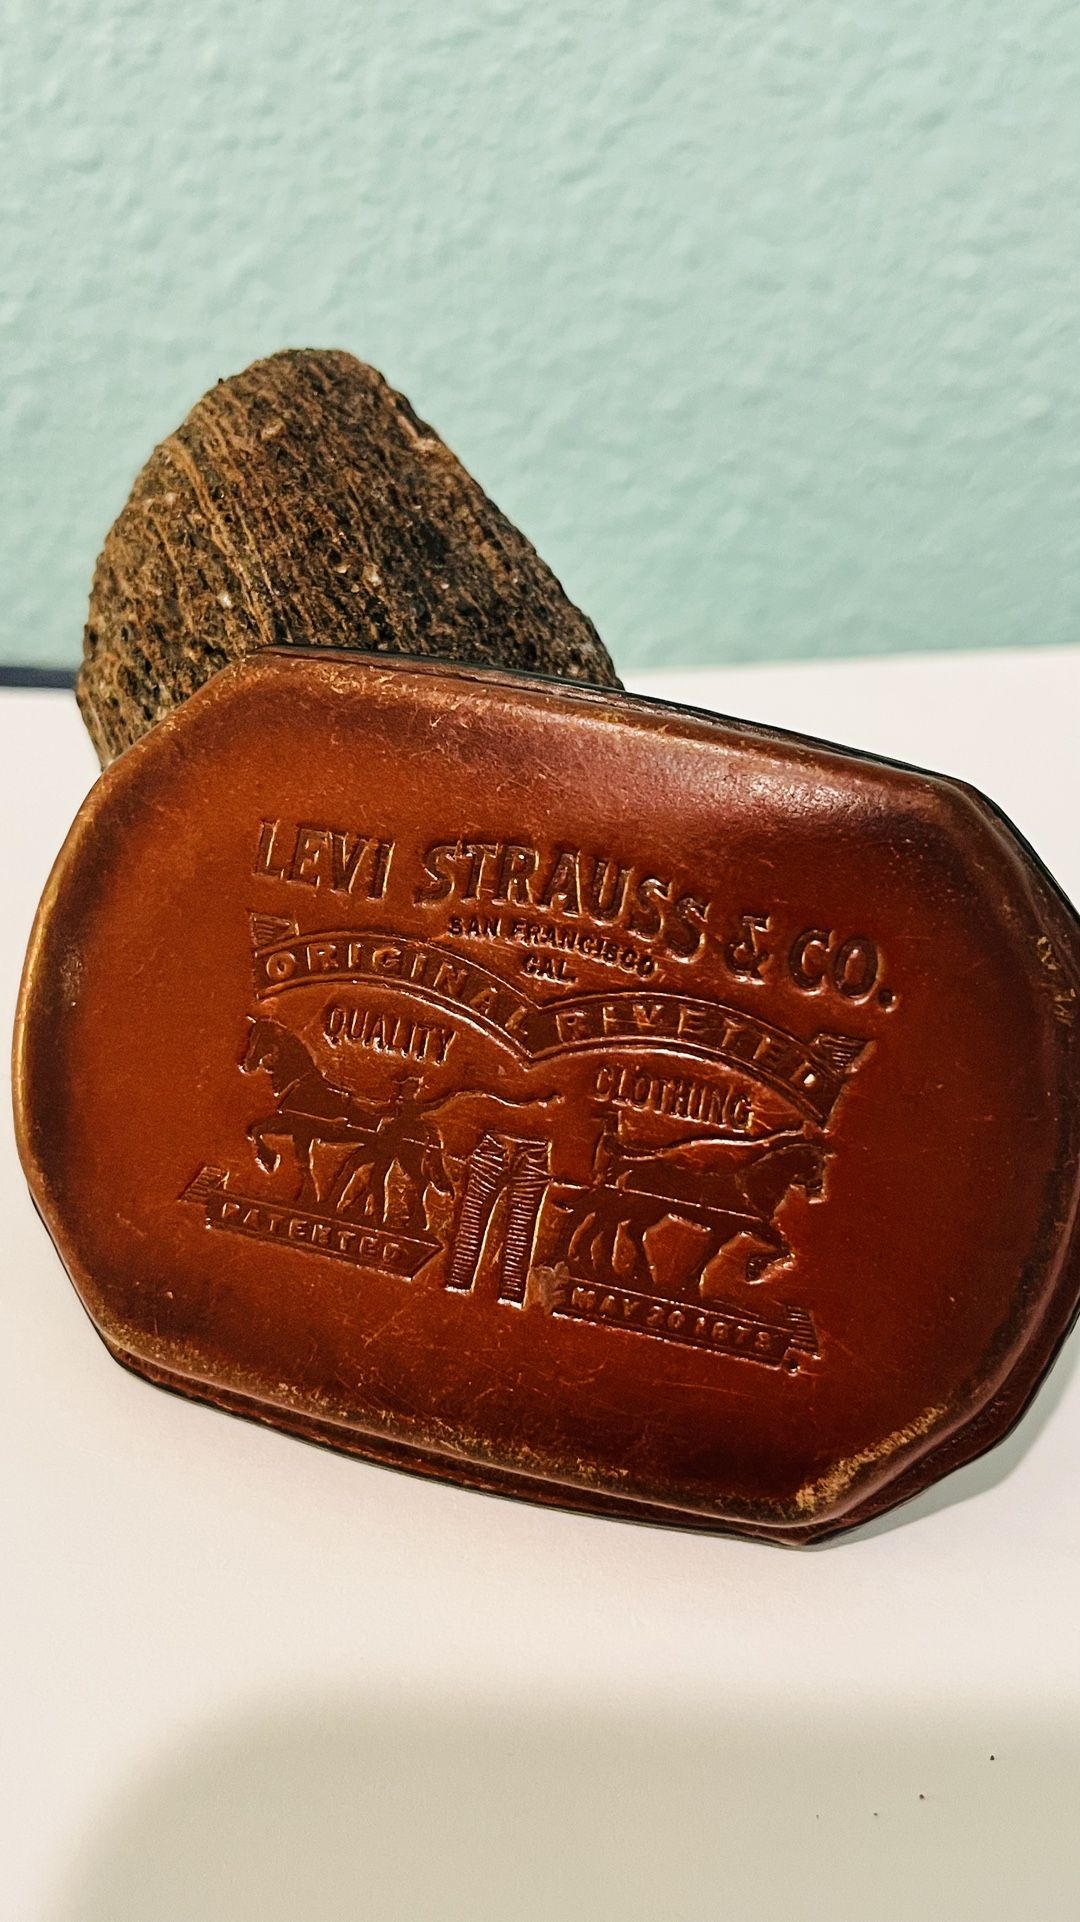 LEVI STRAUSS & CO.
SAN FRANCISCO
CAL.
ORIGINAL RIVETED
QUALITY
CLOTHING
PATENTED
MAY 20 1873